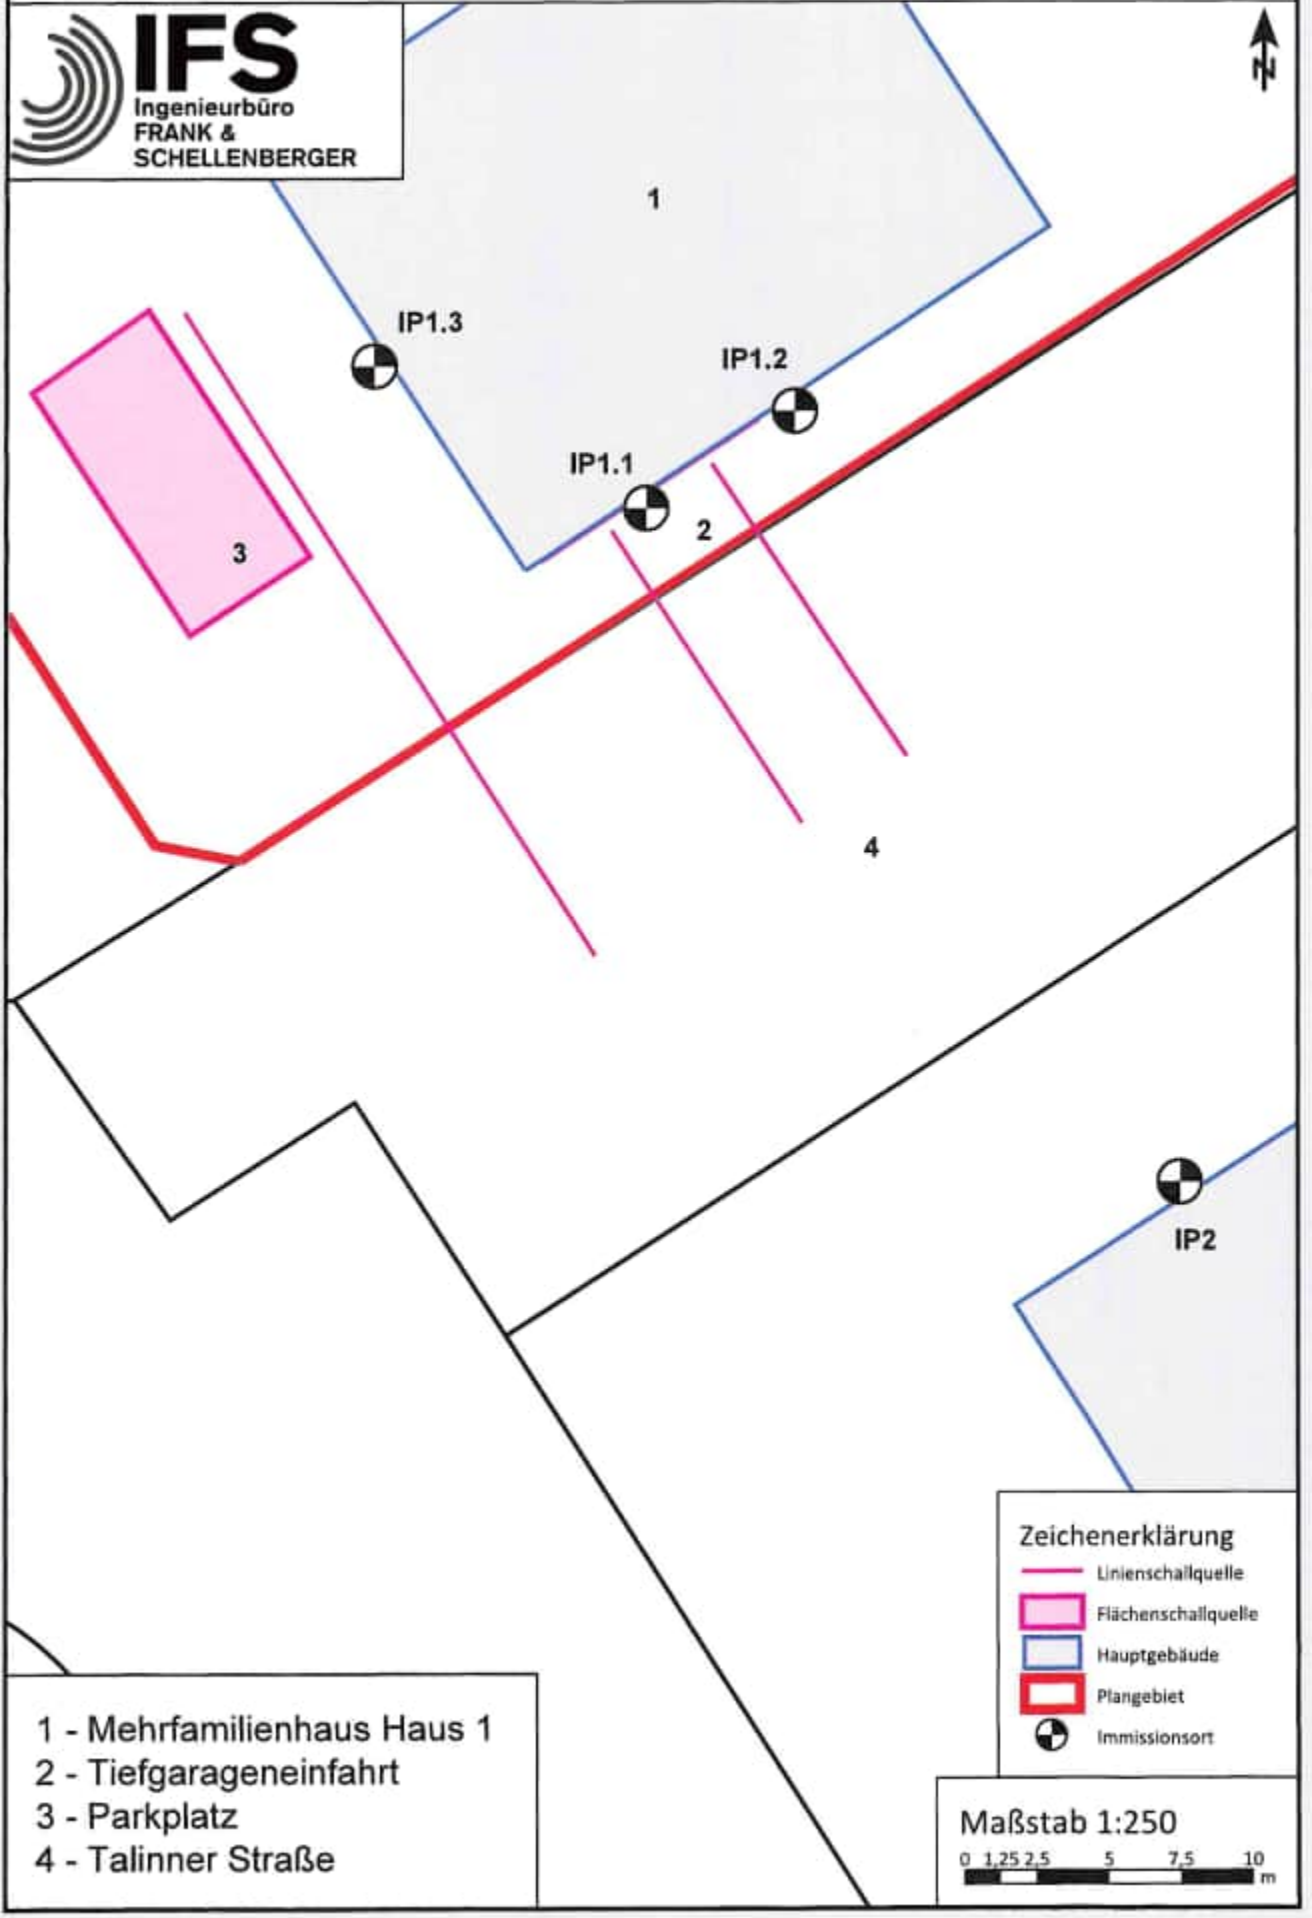 IFS
Ingenieurbüro
FRANK &
SCHELLENBERGER
N
1
IP1.3
IP1.2
IP1.1
2
3
4
IP2
Zeichenerklärung
Linienschallquelle
Flächenschallquelle
Hauptgebäude
Plangebiet
Immissionsort
1 - Mehrfamilienhaus Haus 1
2 - Tiefgarageneinfahrt
3 - Parkplatz
4 - Talinner Straße
Maßstab 1:250
0 1,25 2,5 5 7,5 10
m